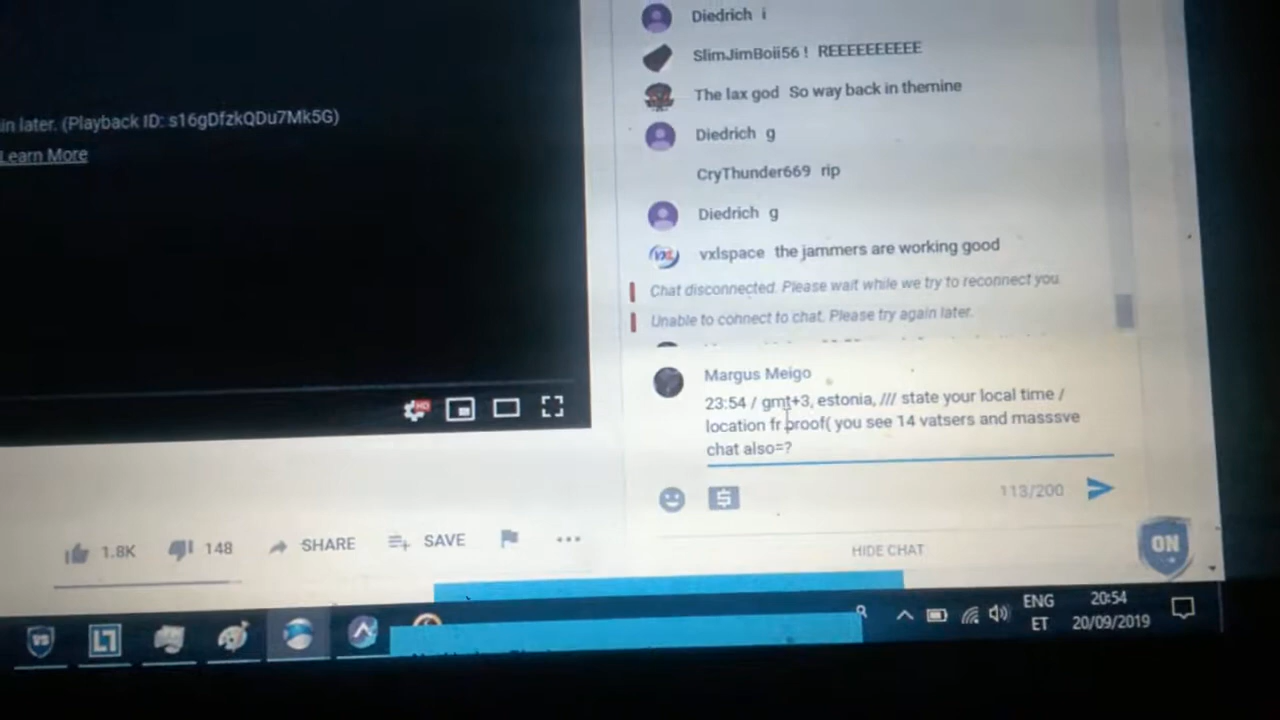 Diedrich i
SlimJimBoii56 ! REEEEEEEEEE
The lax god So way back in themine
in later. (Playback ID: s16gDfzkQDu7Mk5G)
Learn More
Diedrich g
CryThunder669 rip
Diedrich g
vxlspace the jammers are working good
Chat disconnected. Please wait while we try to reconnect you.
Unable to connect to chat. Please try again later.
Margus Meigo
23:54 / gmt+3, estonia, /// state your local time /
location fr proof( you see 14 vatsers and masssve
chat also=?
HD
113/200
1.8K 148 SHARE SAVE
HIDE CHAT
ON
ENG 20:54
ET 20/09/2019